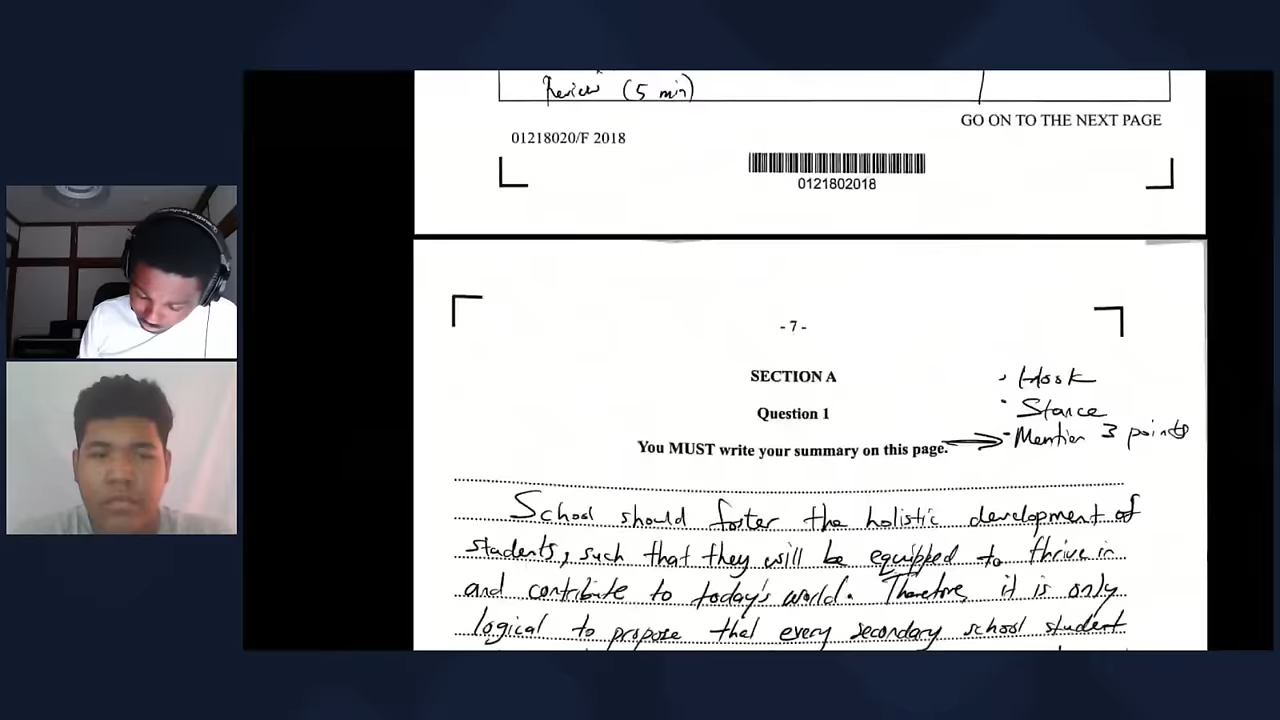 Review (5 min)
GO ON TO THE NEXT PAGE
01218020/F 2018
0121802018
- 7 -
SECTION A
Question 1
You MUST write your summary on this page.
· Hook
· Stance
- Mention 3 points
School should foster the holistic development of
students, such that they will be equipped to thrive in
and contribute to today's world. Therefore, it is only
logical to propose that every secondary school student